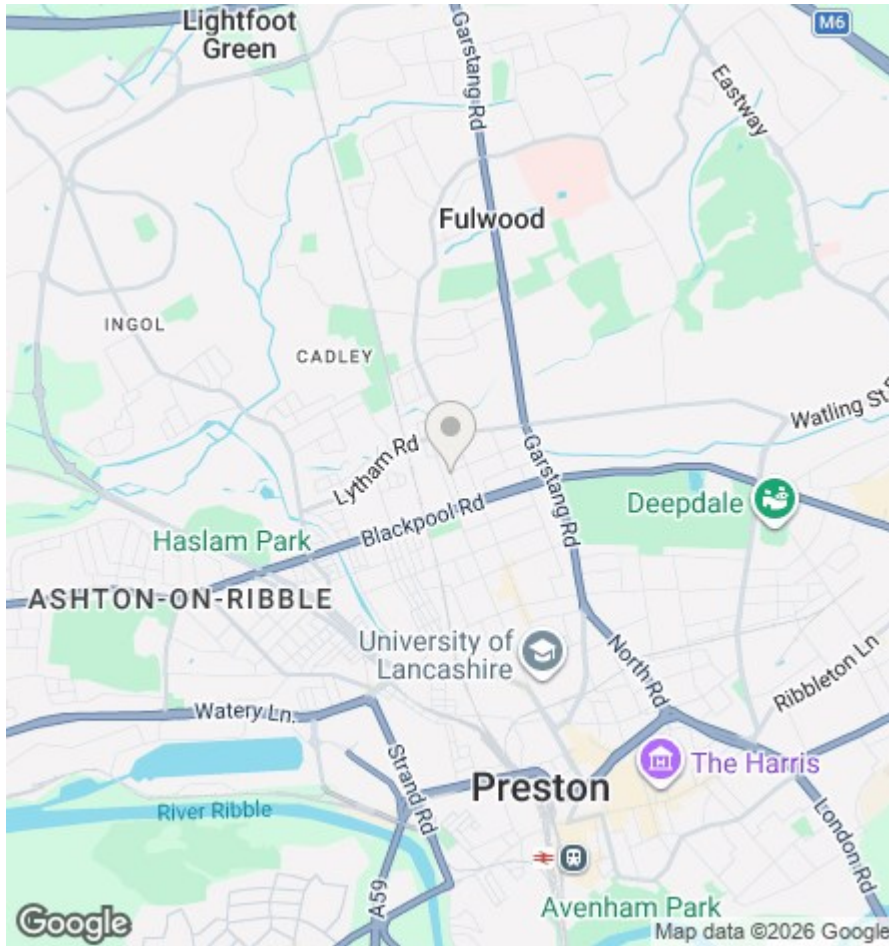 Lightfoot
Green
M6
Garstang Rd
Eastway
Fulwood
INGOL
CADLEY
Watling St
Lytham Rd
Garstang Rd
Blackpool Rd
Deepdale
Haslam Park
ASHTON-ON-RIBBLE
University of
Lancashire
North Rd
Ribbleton Ln
Watery Ln.
Strand Rd
The Harris
Preston
River Ribble
London Rd
A59
Avenham Park
Google
Map data ©2026 Google